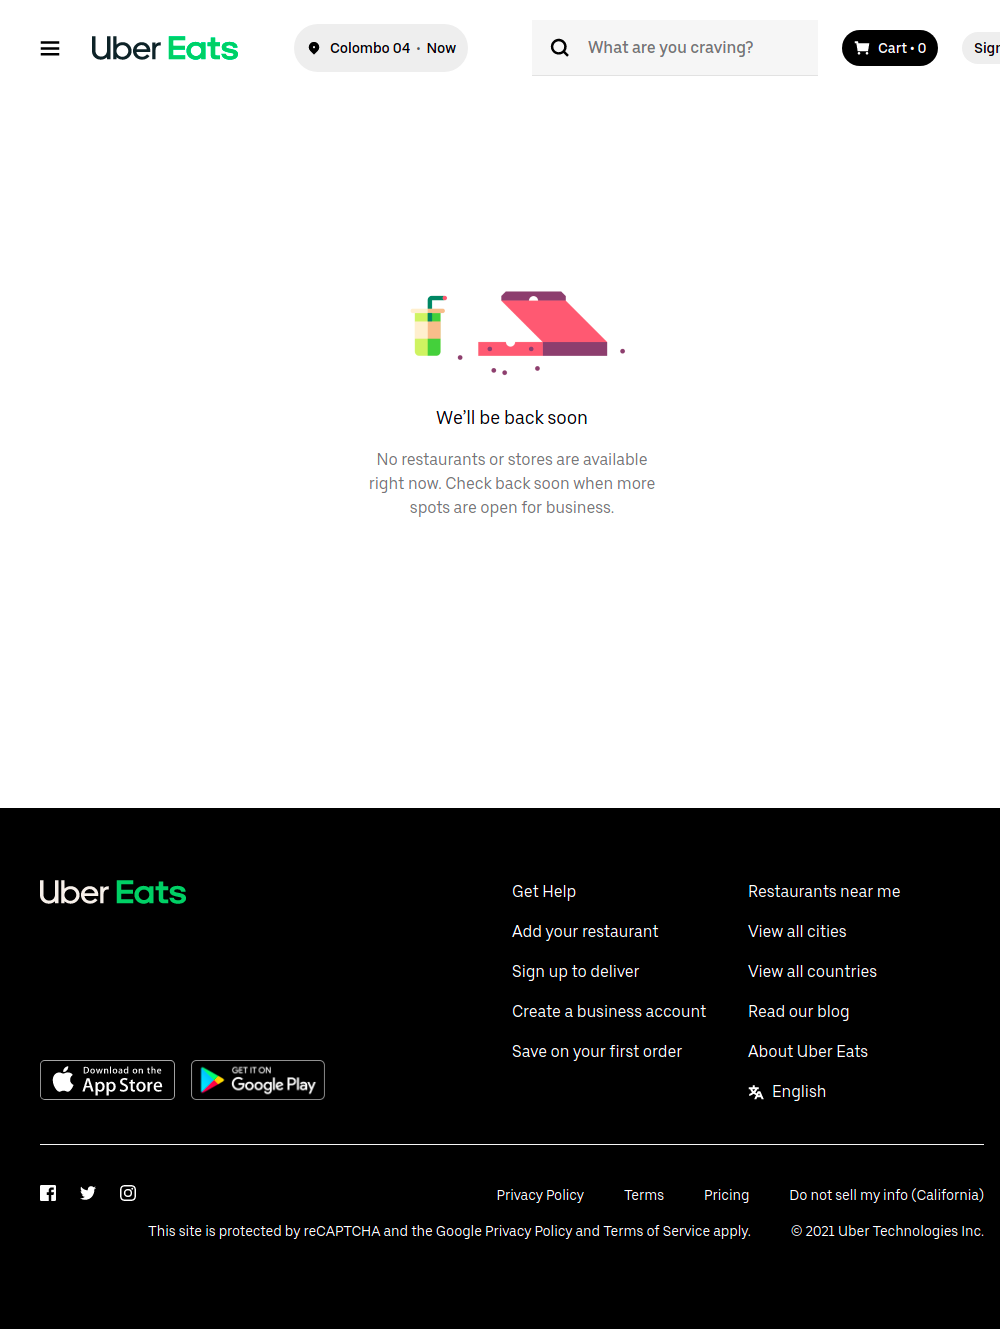 Uber Eats
Colombo 04 • Now
What are you craving?
Cart • 0
Sign
We'll be back soon
No restaurants or stores are available
right now. Check back soon when more
spots are open for business.
Uber Eats
Get Help
Add your restaurant
Sign up to deliver
Create a business account
Save on your first order
Restaurants near me
View all cities
View all countries
Read our blog
About Uber Eats
English
Download on the
App Store
GET IT ON
Google Play
Privacy Policy
Terms
Pricing
Do not sell my info (California)
This site is protected by reCAPTCHA and the Google Privacy Policy and Terms of Service apply.
© 2021 Uber Technologies Inc.